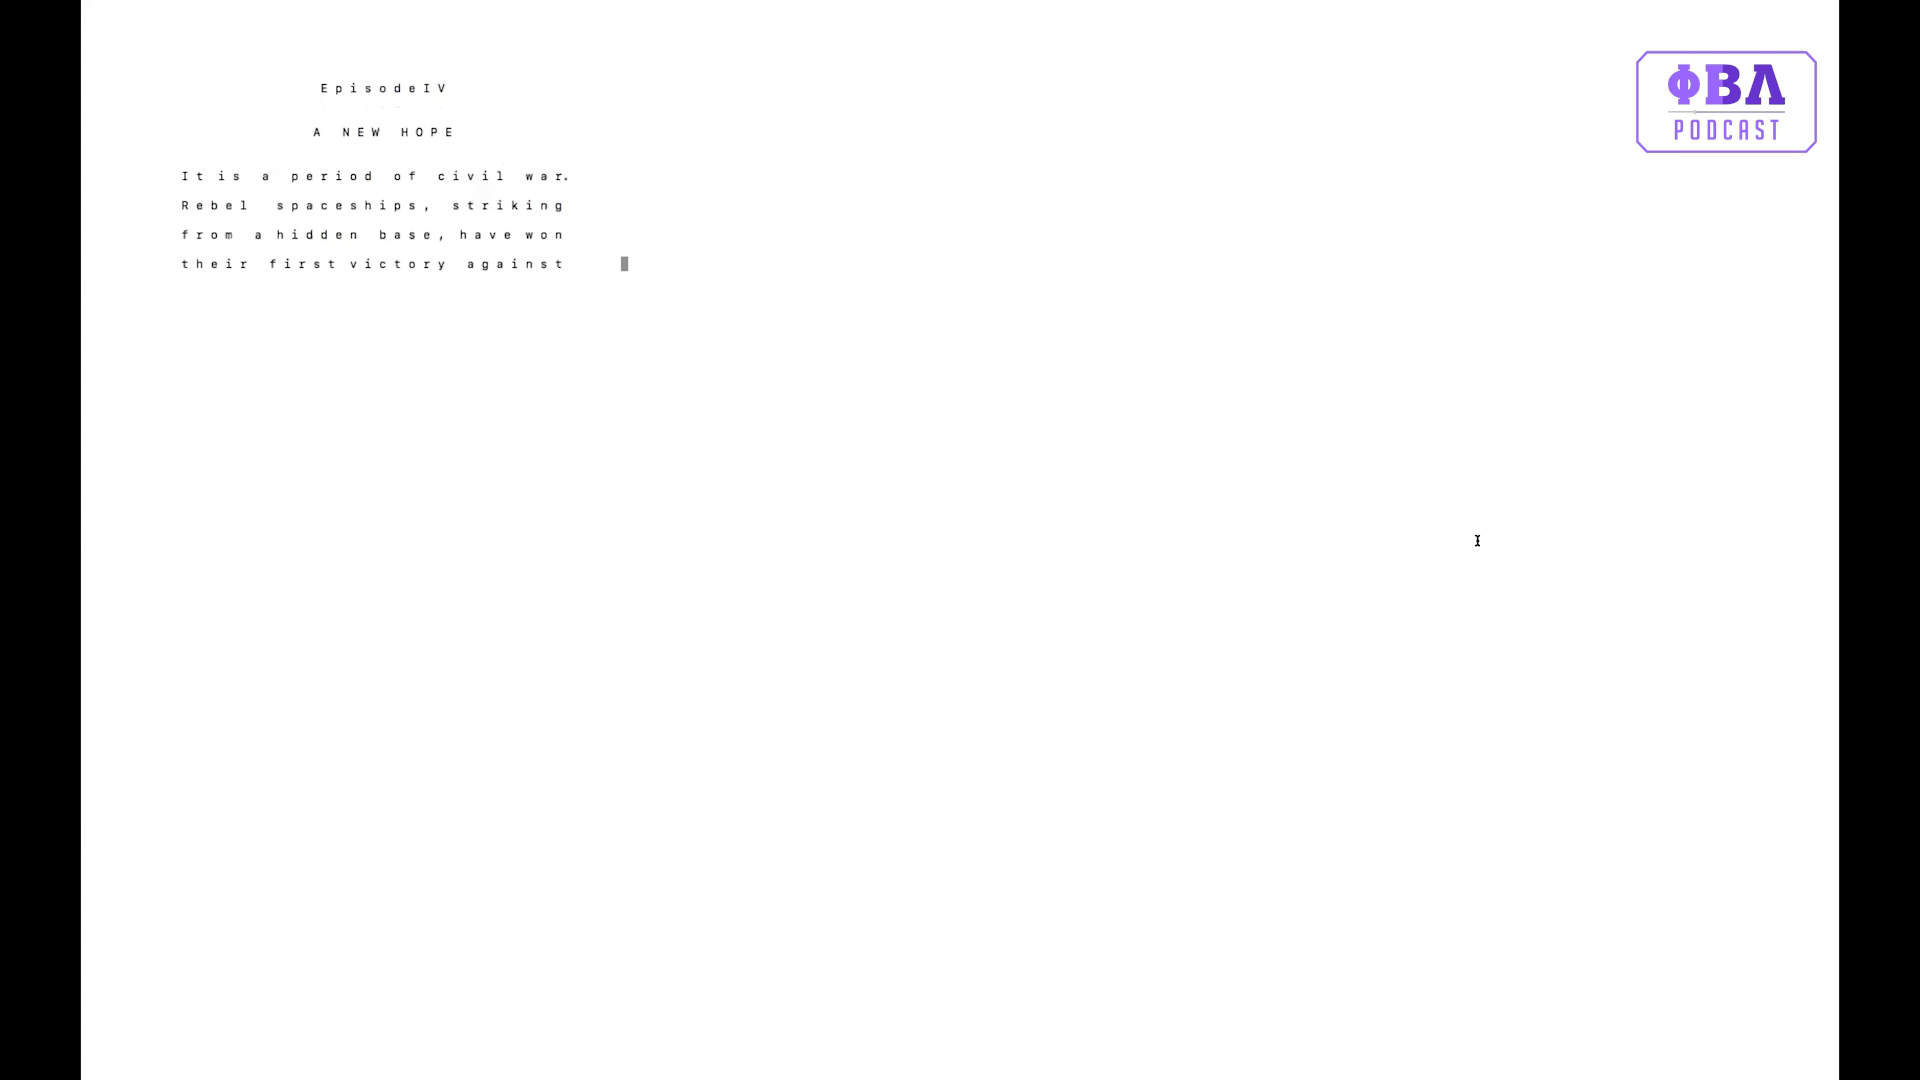 EpisodeIV
A NEW HOPE
It is a period of civil war.
Rebel spaceships, striking
from a hidden base, have won
their first victory against
ΦΒΛ
PODCAST